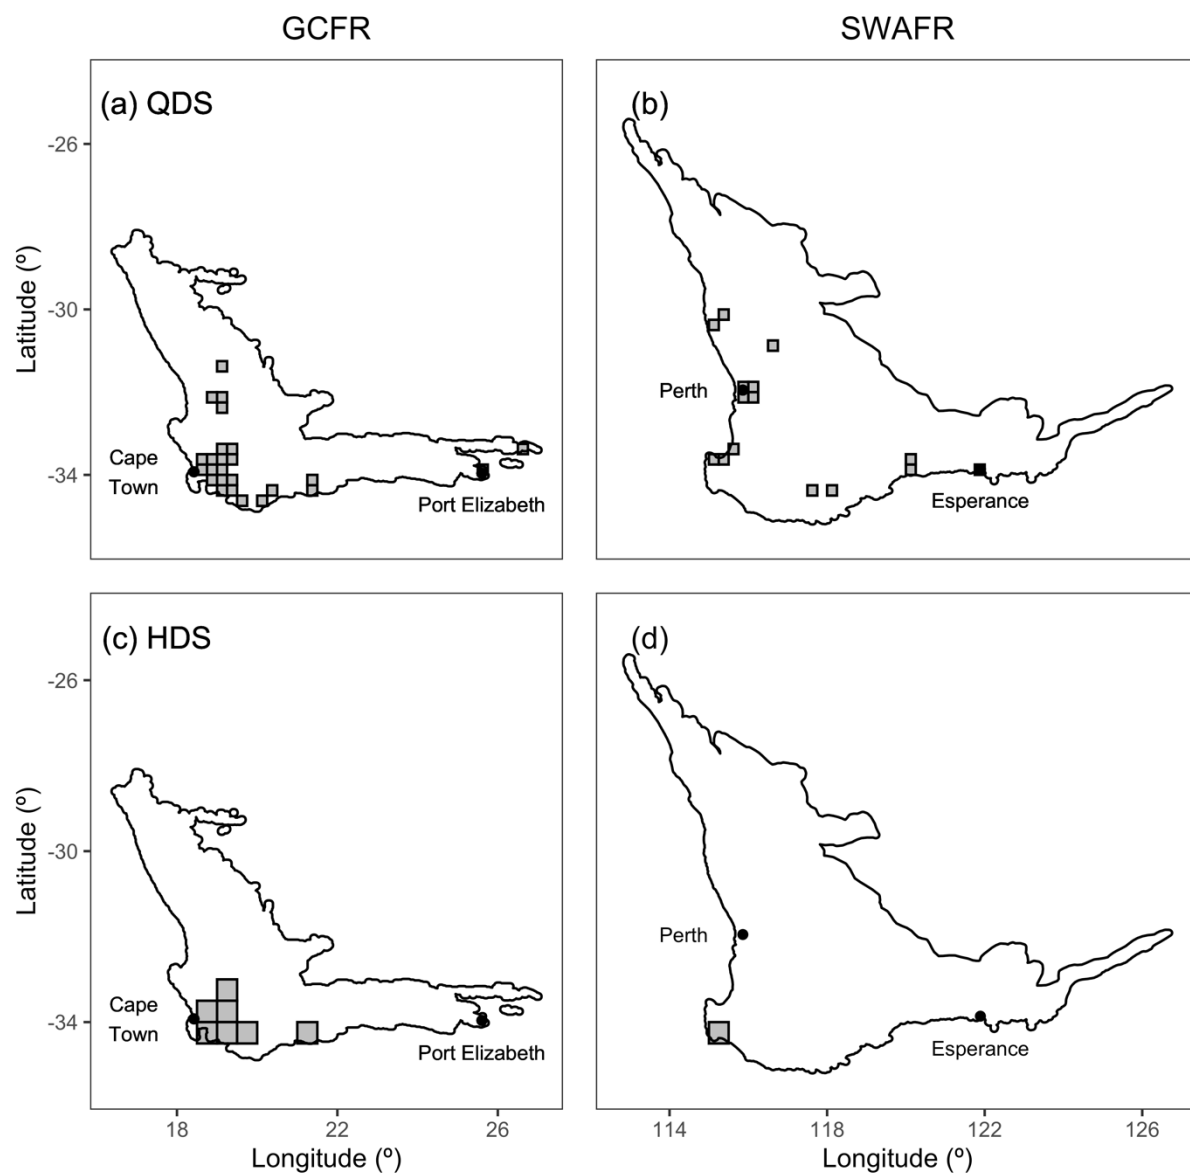 GCFR
SWAFR
(a) QDS
(b)
-26
-30
-34
Latitude (º)
Cape
Town
Port Elizabeth
Perth
Esperance
(c) HDS
(d)
-26
-30
-34
Latitude (º)
Cape
Town
Port Elizabeth
Perth
Esperance
18
22
26
114
118
122
126
Longitude (º)
Longitude (º)